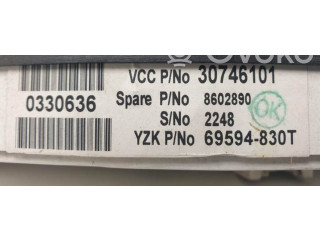 VCC P/No 30746101
0330636
Spare P/No 8602890
OK
S/No 2248
YZK P/No 69594-830T